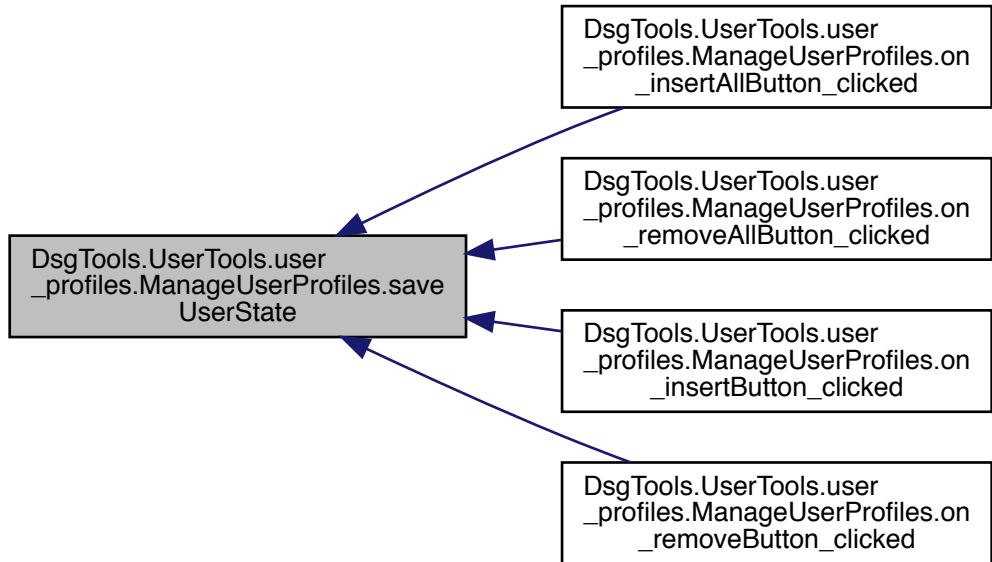 DsgTools.UserTools.user
_profiles.ManageUserProfiles.on
_insertAllButton_clicked
DsgTools.UserTools.user
_profiles.ManageUserProfiles.on
_removeAllButton_clicked
DsgTools.UserTools.user
_profiles.ManageUserProfiles.save
UserState
DsgTools.UserTools.user
_profiles.ManageUserProfiles.on
_insertButton_clicked
DsgTools.UserTools.user
_profiles.ManageUserProfiles.on
_removeButton_clicked